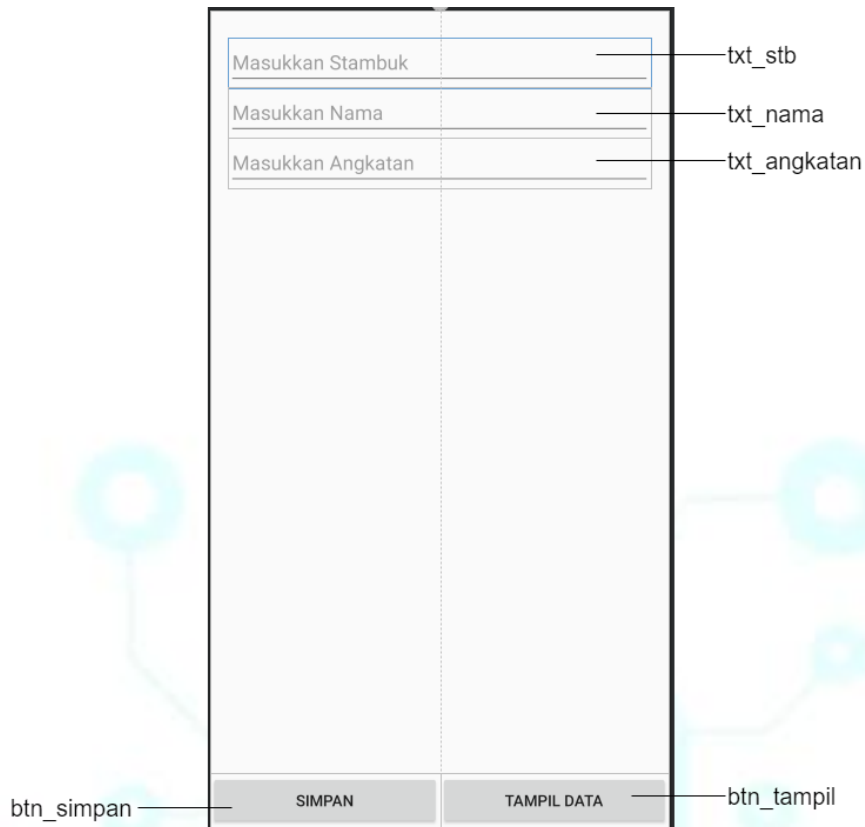 Masukkan Stambuk
txt_stb
Masukkan Nama
txt_nama
Masukkan Angkatan
txt_angkatan
btn_simpan
SIMPAN
TAMPIL DATA
btn_tampil